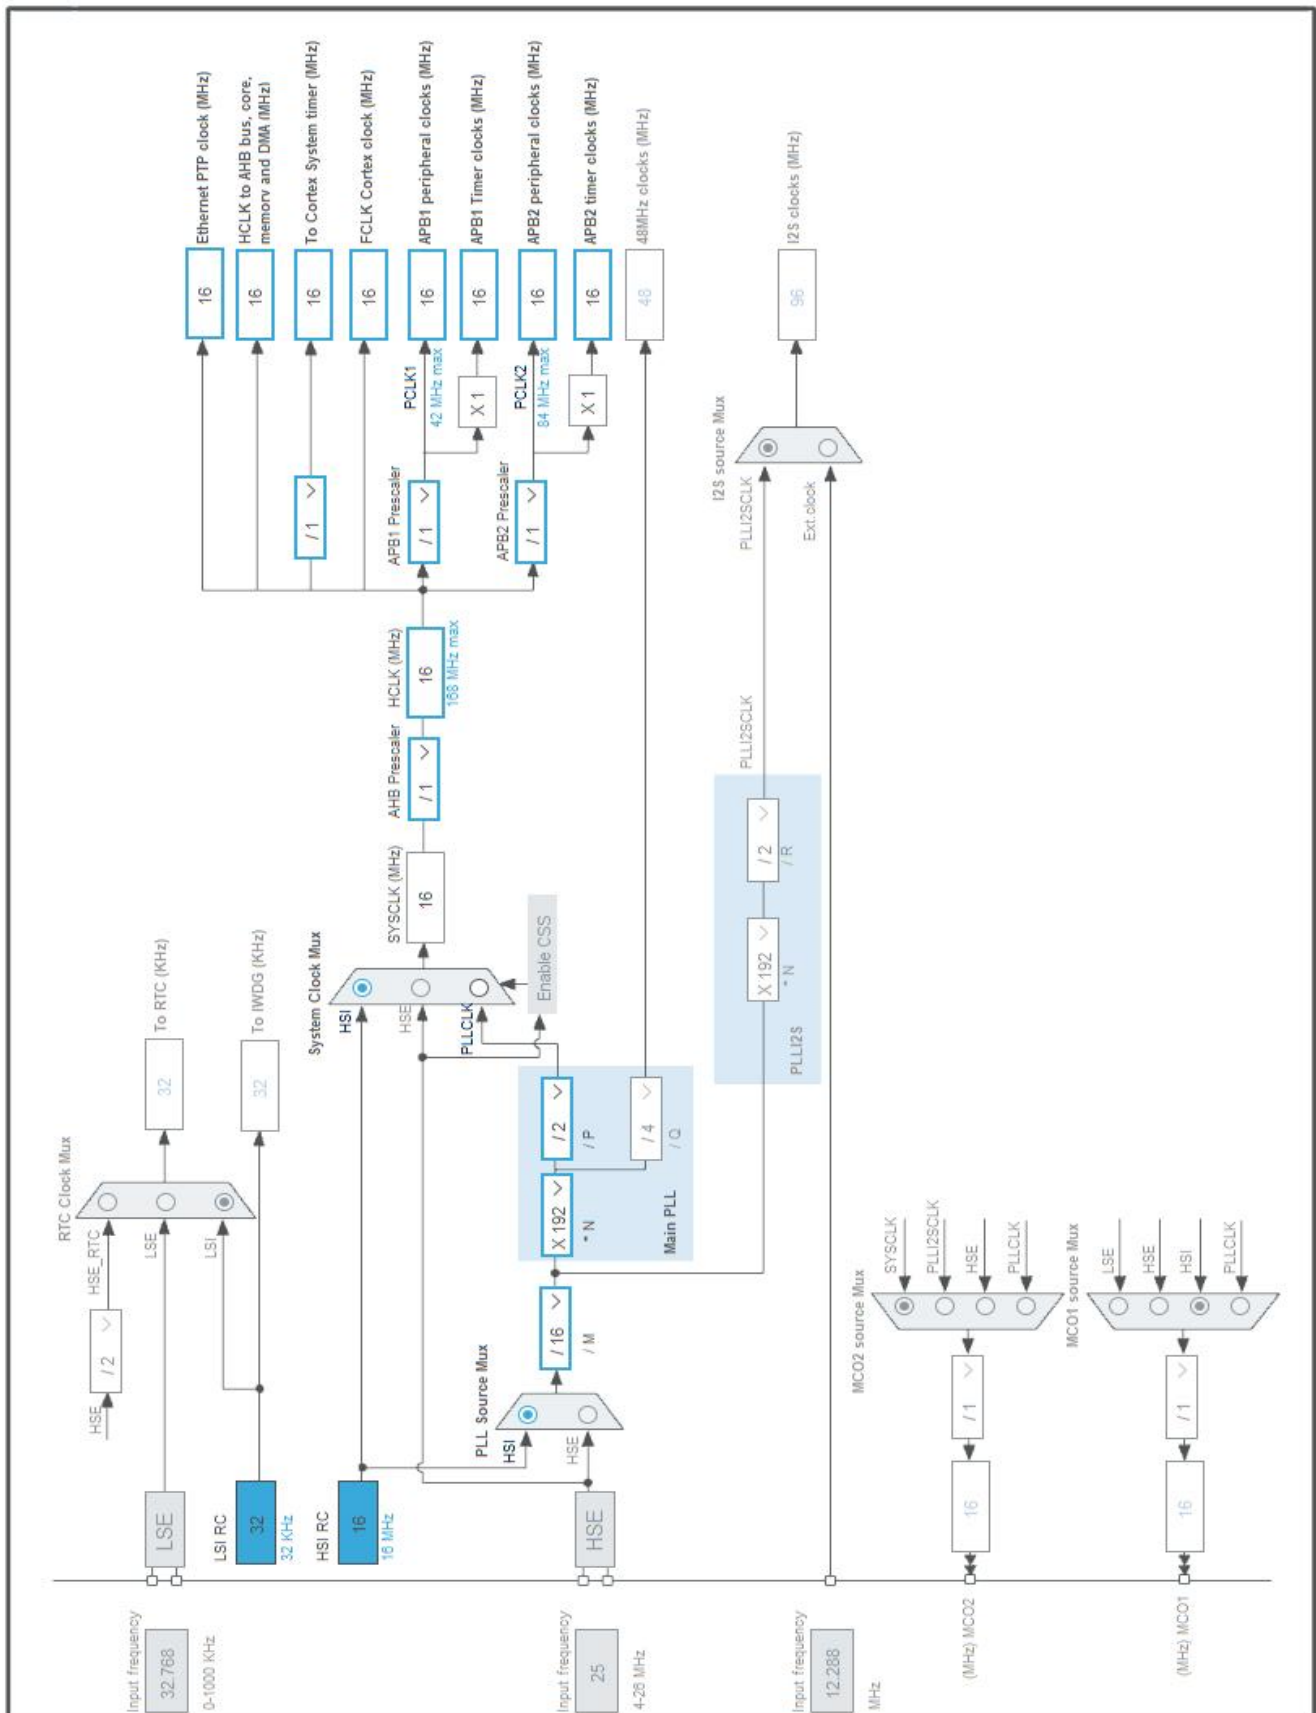 Input frequency
32.768
0-1000 KHz
LSE
HSE
/ 2
HSE_RTC
LSE
LSI
RTC Clock Mux
32
To RTC (KHz)
LSI RC
32
32 KHz
32
To IWDG (KHz)
HSI RC
16
16 MHz
System Clock Mux
HSI
HSE
PLLCLK
SYSCLK (MHz)
16
AHB Prescaler
/ 1
HCLK (MHz)
16
168 MHz max
16
Ethernet PTP clock (MHz)
16
HCLK to AHB bus, core,
memory and DMA (MHz)
/ 1
16
To Cortex System timer (MHz)
16
FCLK Cortex clock (MHz)
APB1 Prescaler
/ 1
PCLK1
42 MHz max
16
APB1 peripheral clocks (MHz)
X 1
16
APB1 Timer clocks (MHz)
APB2 Prescaler
/ 1
PCLK2
84 MHz max
16
APB2 peripheral clocks (MHz)
X 1
16
APB2 timer clocks (MHz)
Enable CSS
Input frequency
25
4-26 MHz
HSE
PLL Source Mux
HSI
HSE
/ 16
/ M
X 192
* N
/ 2
/ P
/ 4
/ Q
Main PLL
48
48MHz clocks (MHz)
X 192
* N
/ 2
/ R
PLLI2S
PLLI2SCLK
I2S source Mux
PLLI2SCLK
Ext.clock
96
I2S clocks (MHz)
Input frequency
12.288
MHz
MCO2 source Mux
SYSCLK
PLLI2SCLK
HSE
PLLCLK
/ 1
16
(MHz) MCO2
MCO1 source Mux
LSE
HSE
HSI
PLLCLK
/ 1
16
(MHz) MCO1